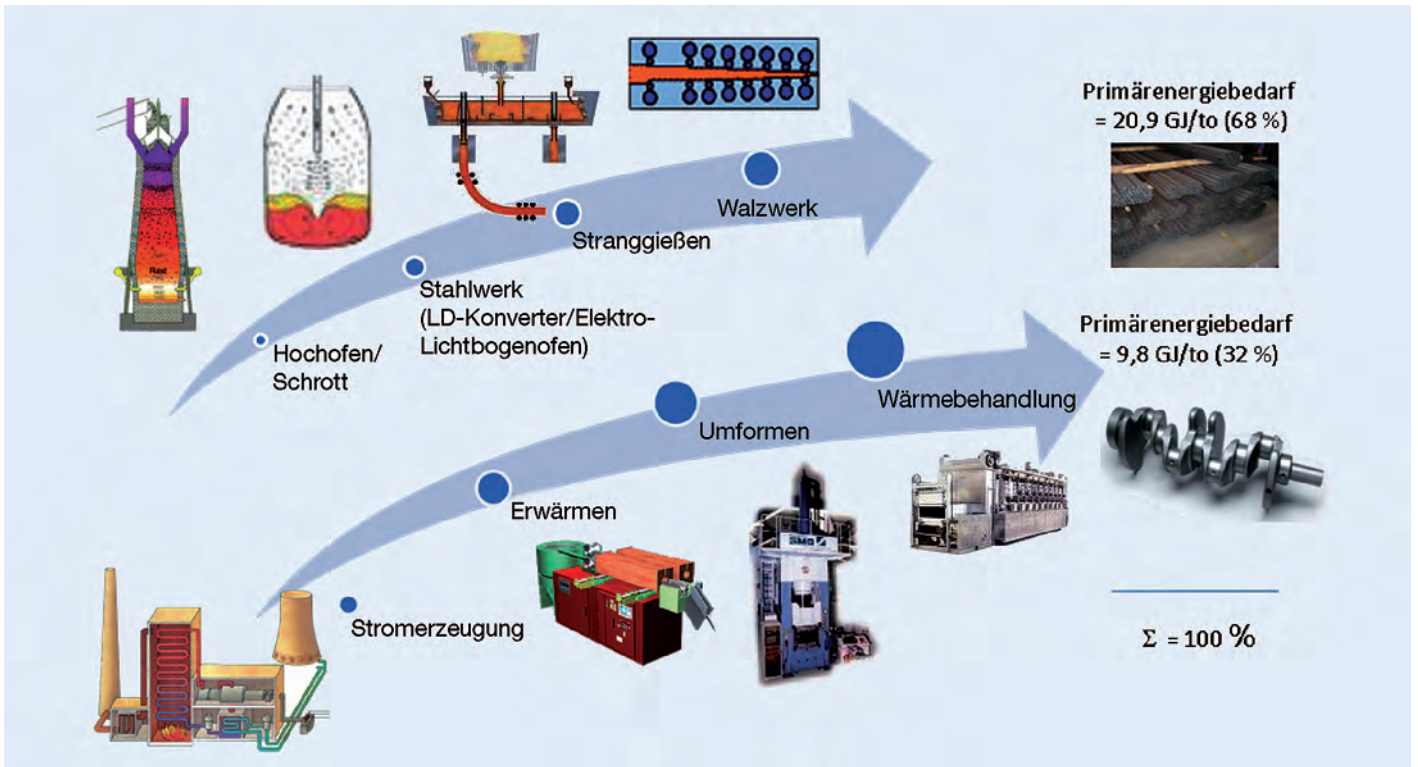 Primärenergiebedarf
= 20,9 GJ/to (68 %)
Walzwerk
Stranggießen
Stahlwerk
(LD-Konverter/Elektro-
Lichtbogenofen)
Hochofen/
Schrott
Primärenergiebedarf
= 9,8 GJ/to (32 %)
Wärmebehandlung
Umformen
Erwärmen
Stromerzeugung
SMG
Σ = 100 %